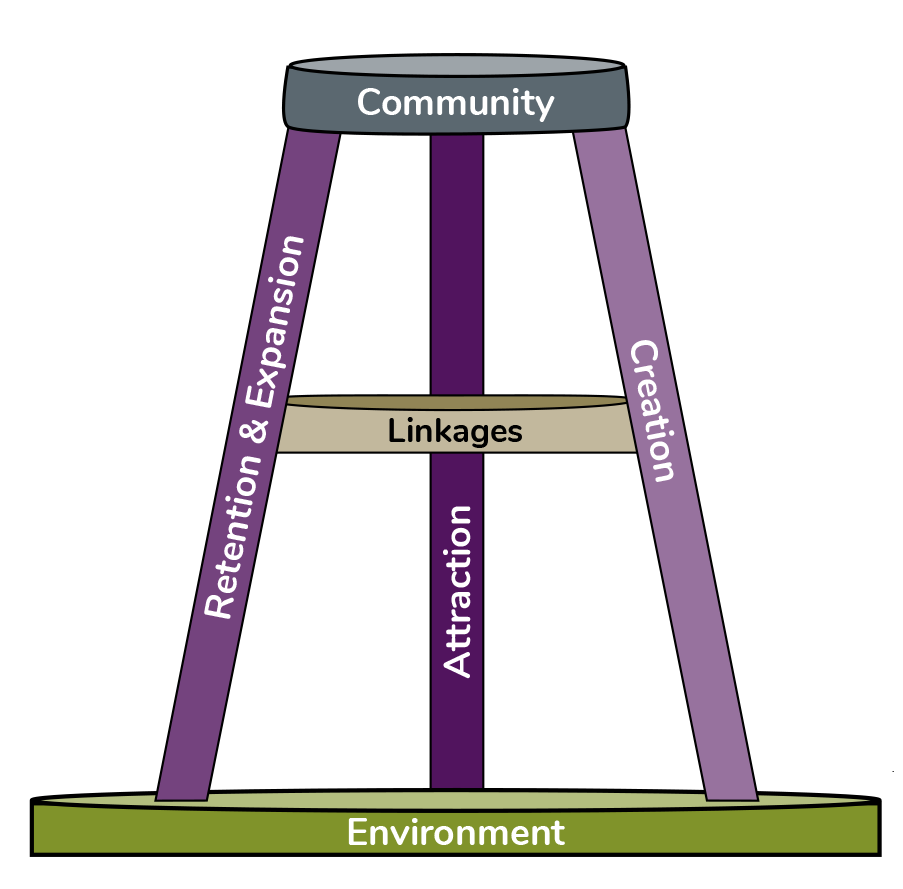 Community
Retention & Expansion
Creation
Linkages
Attraction
Environment